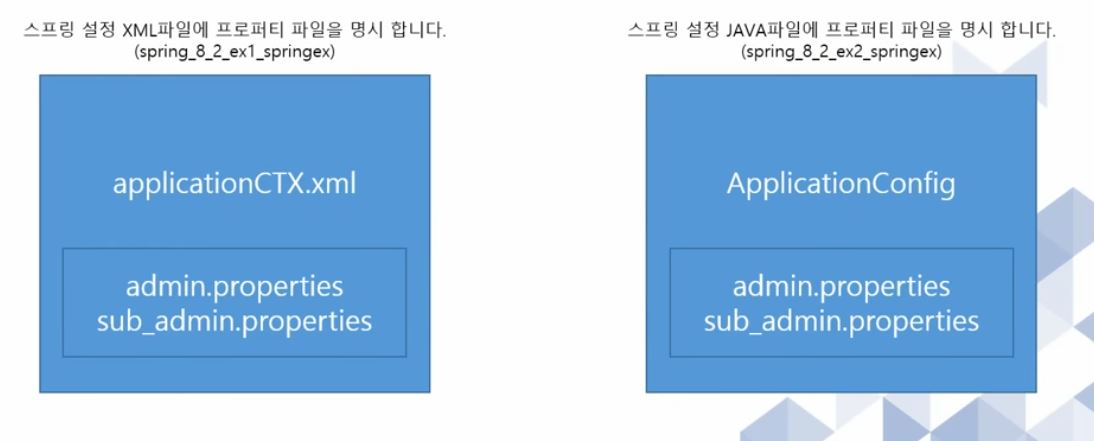 스프링 설정 XML파일에 프로퍼티 파일을 명시 합니다.
(spring_8_2_ex1_springex)
applicationCTX.xml
admin.properties
sub_admin.properties
스프링 설정 JAVA파일에 프로퍼티 파일을 명시 합니다.
(spring_8_2_ex2_springex)
ApplicationConfig
admin.properties
sub_admin.properties